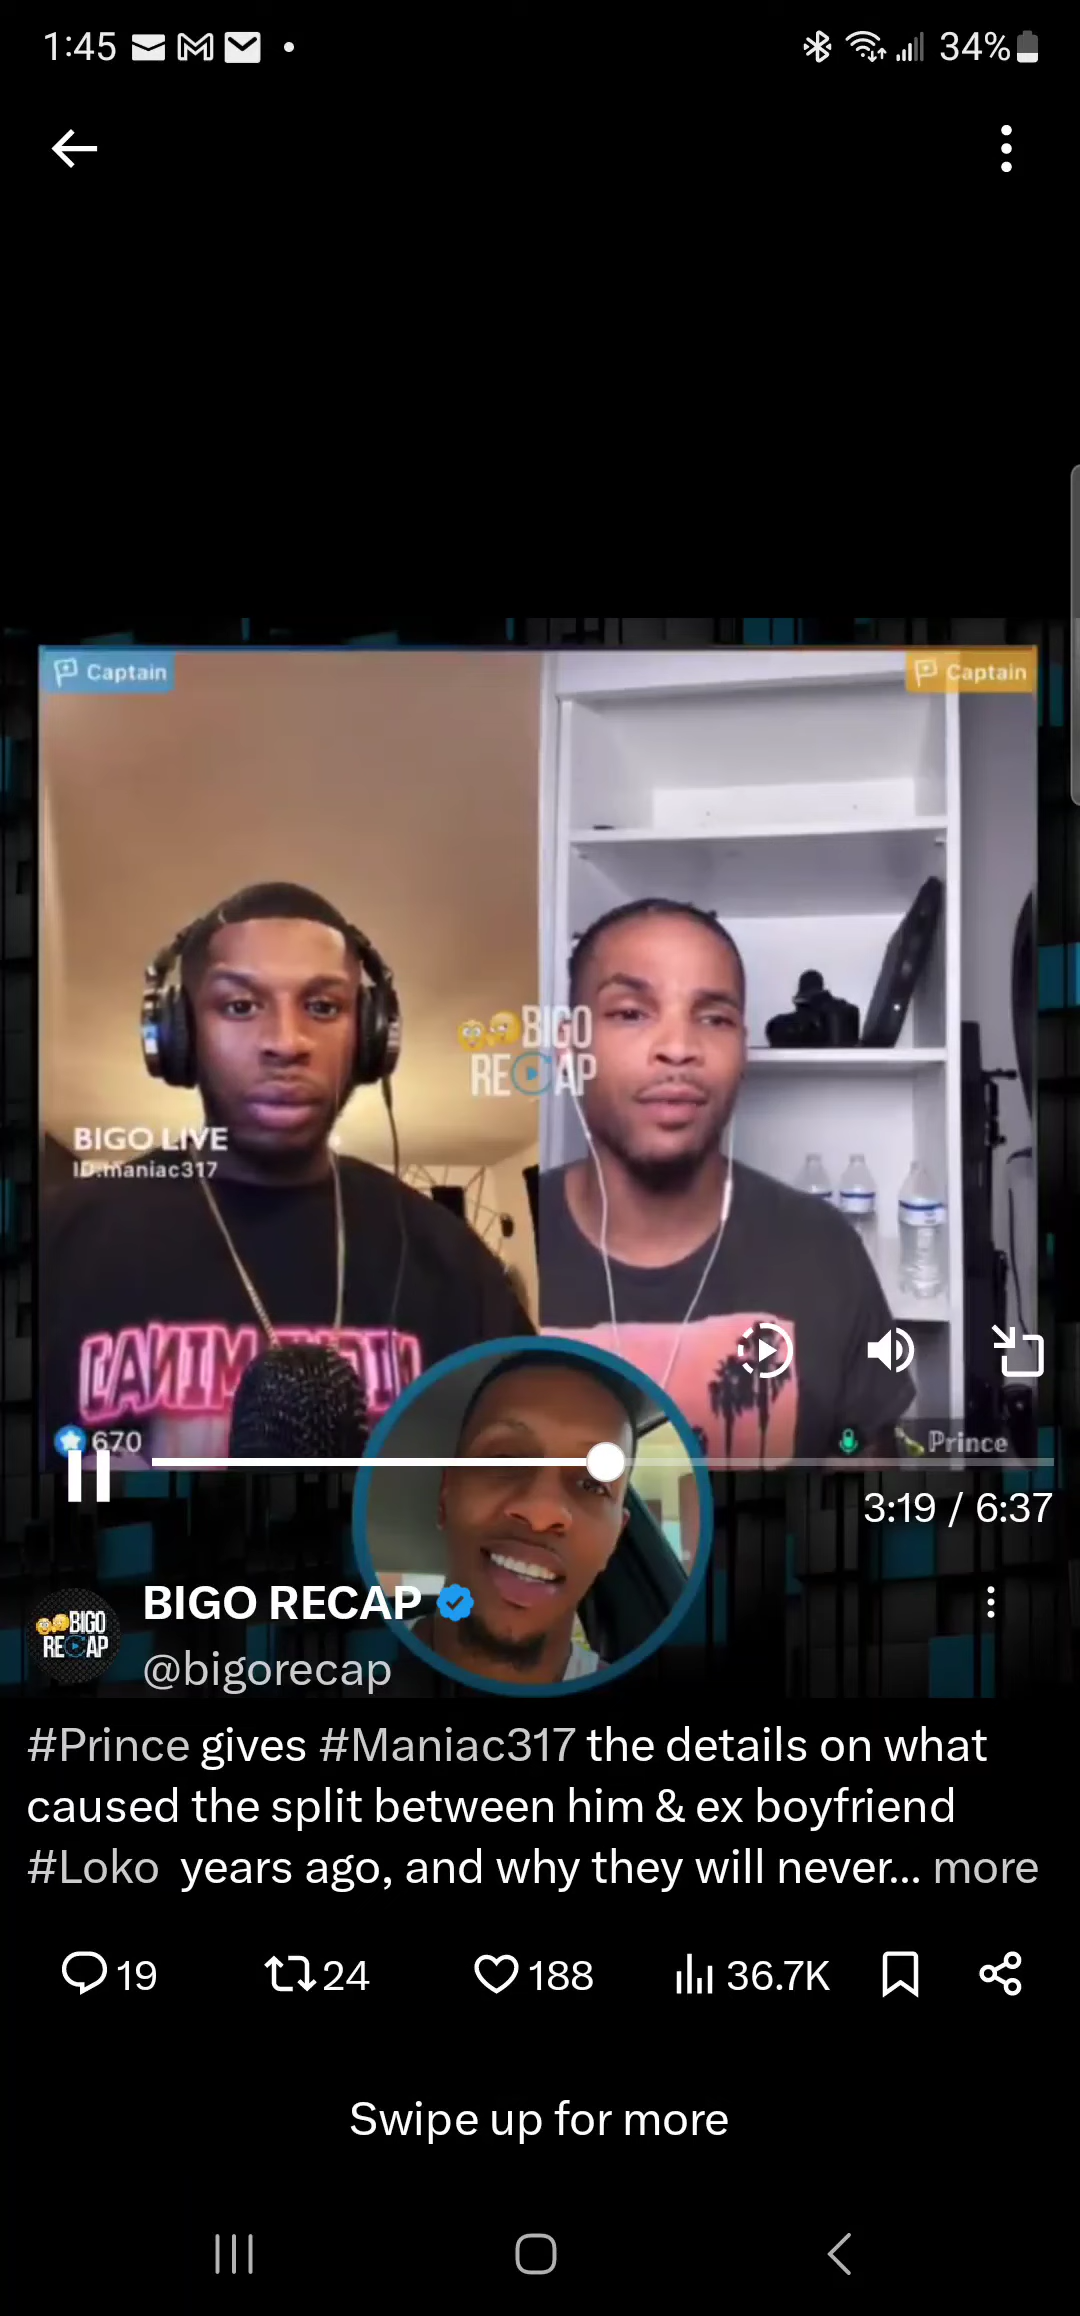 1:45
34%
Captain
Captain
BIGO
RECAP
BIGO LIVE
ID:maniac317
670
Prince
3:19 / 6:37
BIGO
RECAP
BIGO RECAP
@bigorecap
#Prince gives #Maniac317 the details on what
caused the split between him & ex boyfriend
#Loko years ago, and why they will never... more
19
24
188
36.7K
Swipe up for more